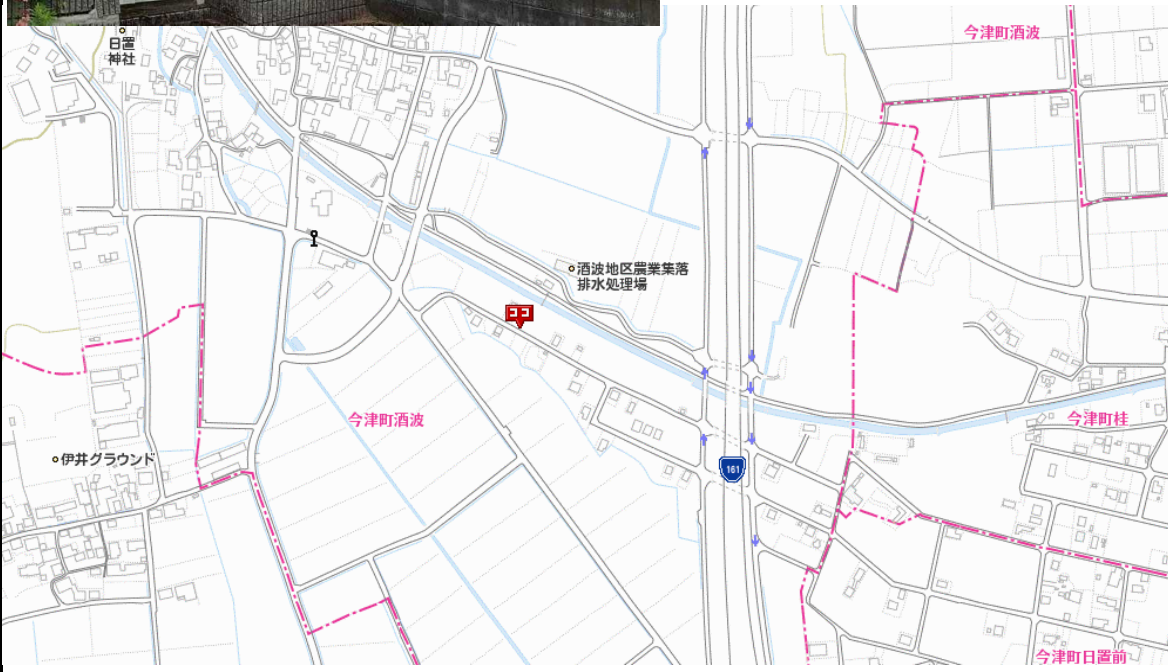 日置
神社
今津町酒波
酒波地区農業集落
排水処理場
ココ
今津町酒波
今津町桂
伊井グラウンド
161
今津町日置前